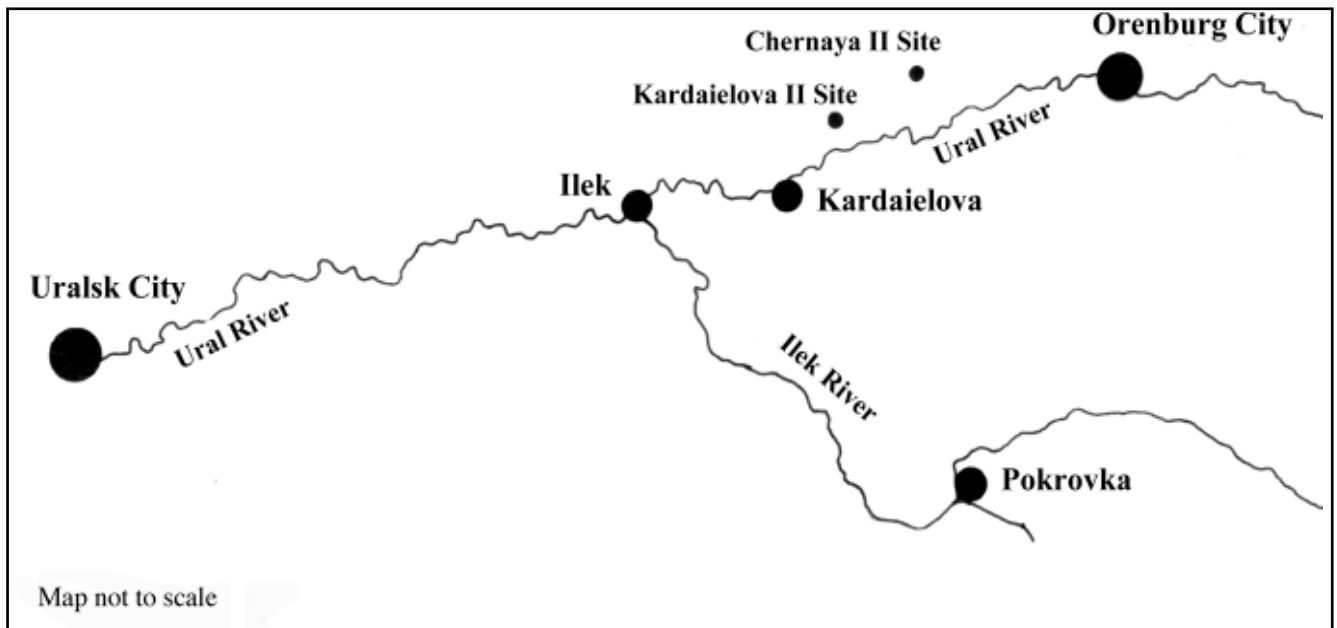 Orenburg City
Chernaya II Site
Kardaielova II Site
Ural River
Ilek
Kardaielova
Uralsk City
Ural River
Ilek River
Pokrovka
Map not to scale